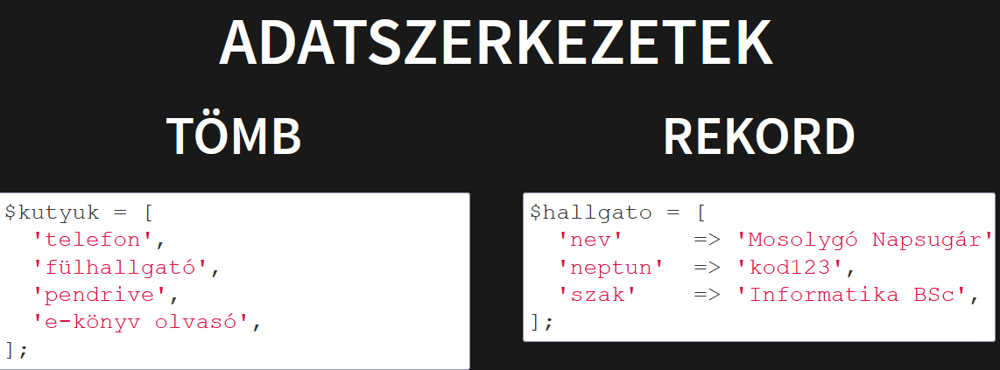 ADATSZERKEZETEK
TÖMB
$kutyuk = [
  'telefon',
  'fülhallgató',
  'pendrive',
  'e-könyv olvasó',
];
REKORD
$hallgato = [
  'nev'     => 'Mosolygó Napsugár'
  'neptun'  => 'kod123',
  'szak'    => 'Informatika BSc',
];